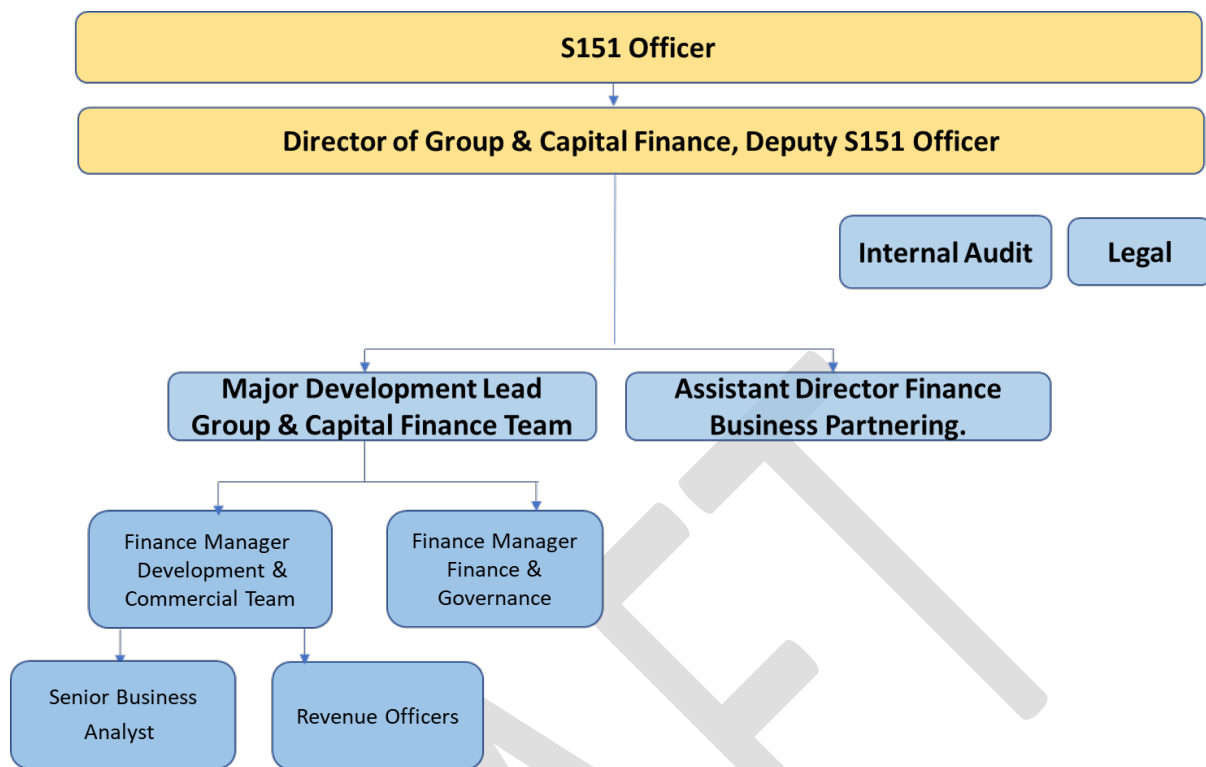 S151 Officer
Director of Group & Capital Finance, Deputy S151 Officer
Internal Audit
Legal
Major Development Lead
Group & Capital Finance Team
Assistant Director Finance
Business Partnering.
Finance Manager
Development &
Commercial Team
Finance Manager
Finance &
Governance
Senior Business
Analyst
Revenue Officers